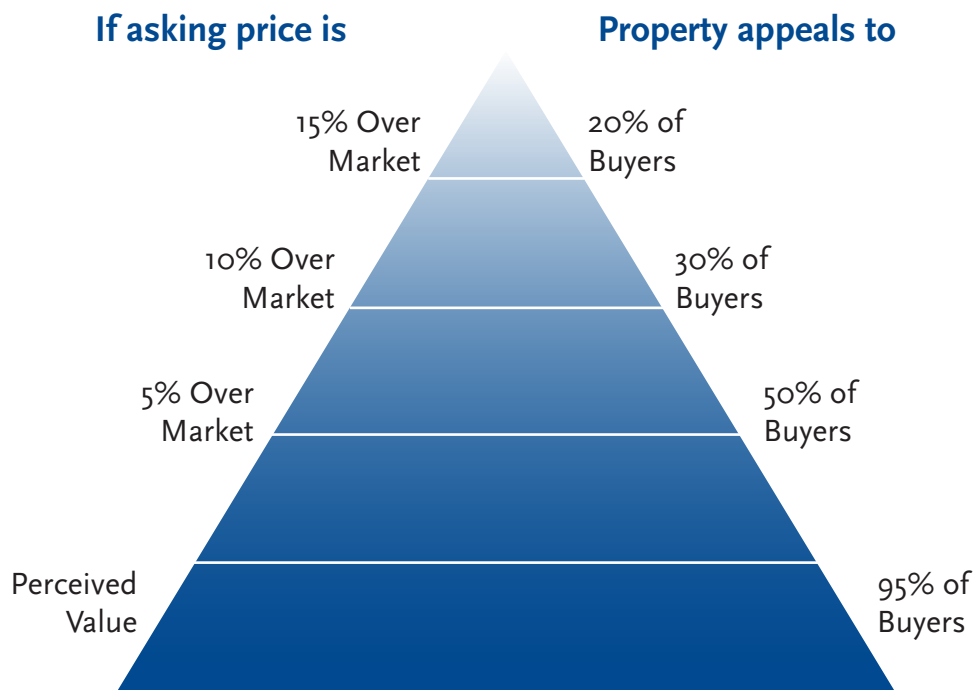 If asking price is
Property appeals to
15% Over
Market
20% of
Buyers
10% Over
Market
30% of
Buyers
5% Over
Market
50% of
Buyers
Perceived
Value
95% of
Buyers